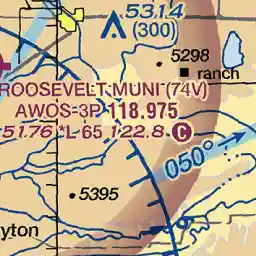 5314
(300)
5298
ranch
ROOSEVELT MUNI (74V)
AWOS-3P 118.975
5176 *L 65 122.8 C
050°
5395
yton